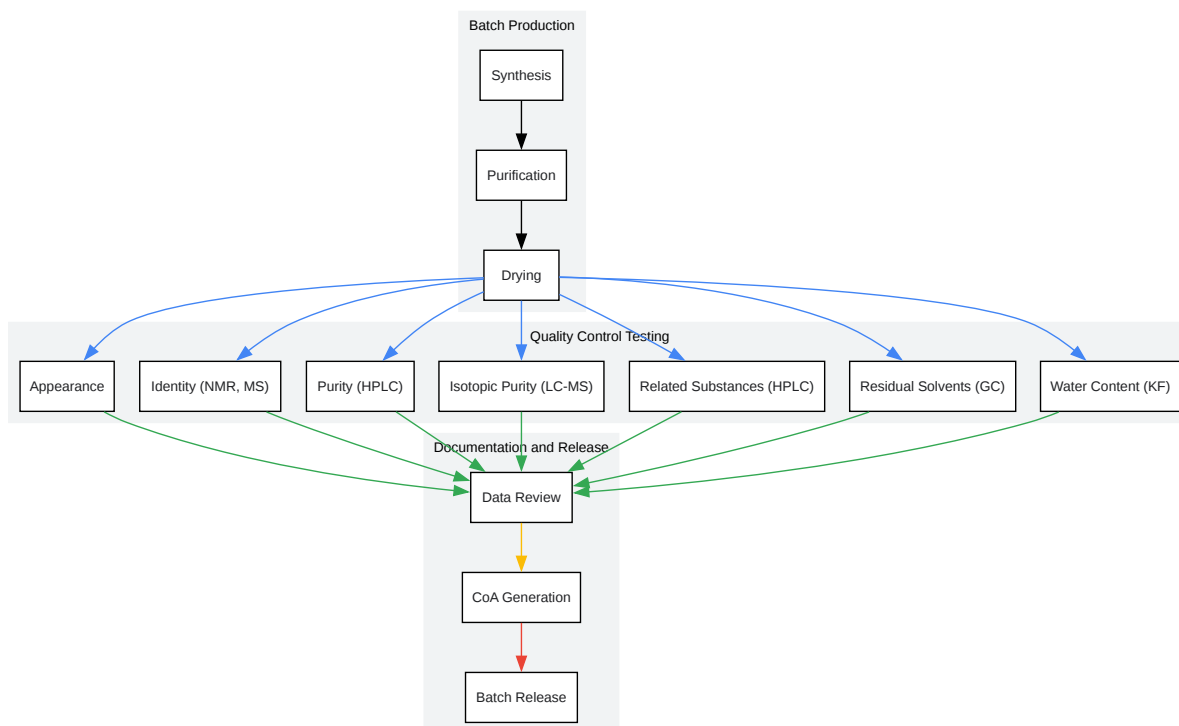 Batch Production
Synthesis
Purification
Drying
Quality Control Testing
Appearance
Identity (NMR, MS)
Purity (HPLC)
Isotopic Purity (LC-MS)
Related Substances (HPLC)
Residual Solvents (GC)
Water Content (KF)
Documentation and Release
Data Review
CoA Generation
Batch Release